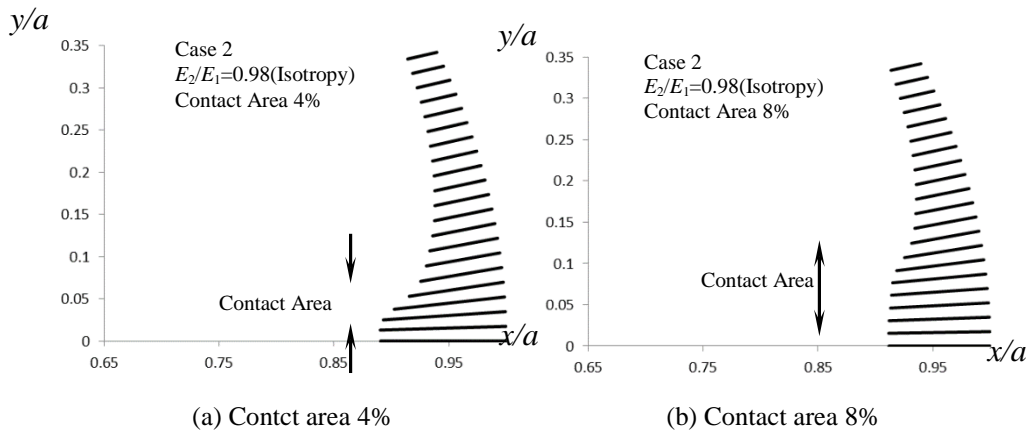 y/a
0.35
0.3
0.25
0.2
0.15
0.1
0.05
0
Case 2
E2/E1=0.98(Isotropy)
Contact Area 4%
Contact Area
x/a
0.65 0.75 0.85 0.95
(a) Contct area 4%
y/a
0.35
0.3
0.25
0.2
0.15
0.1
0.05
0
Case 2
E2/E1=0.98(Isotropy)
Contact Area 8%
Contact Area
x/a
0.65 0.75 0.85 0.95
(b) Contact area 8%